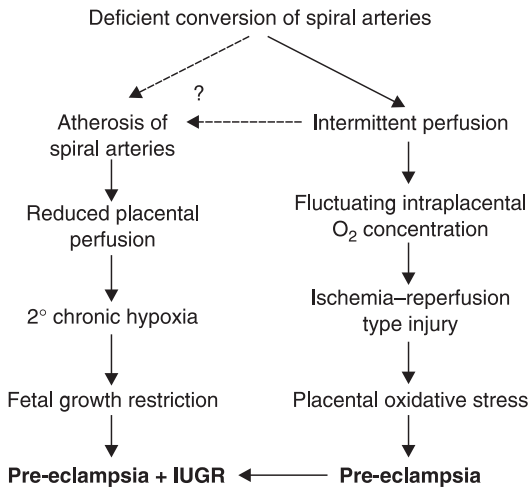 Deficient conversion of spiral arteries
?
Atherosis of
spiral arteries
Intermittent perfusion
Reduced placental
perfusion
Fluctuating intraplacental
O₂ concentration
2° chronic hypoxia
Ischemia–reperfusion
type injury
Fetal growth restriction
Placental oxidative stress
Pre-eclampsia + IUGR
Pre-eclampsia